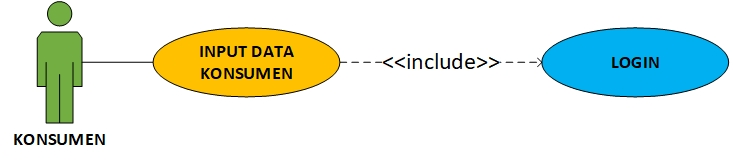 INPUT DATA
KONSUMEN
<<include>>
LOGIN
KONSUMEN